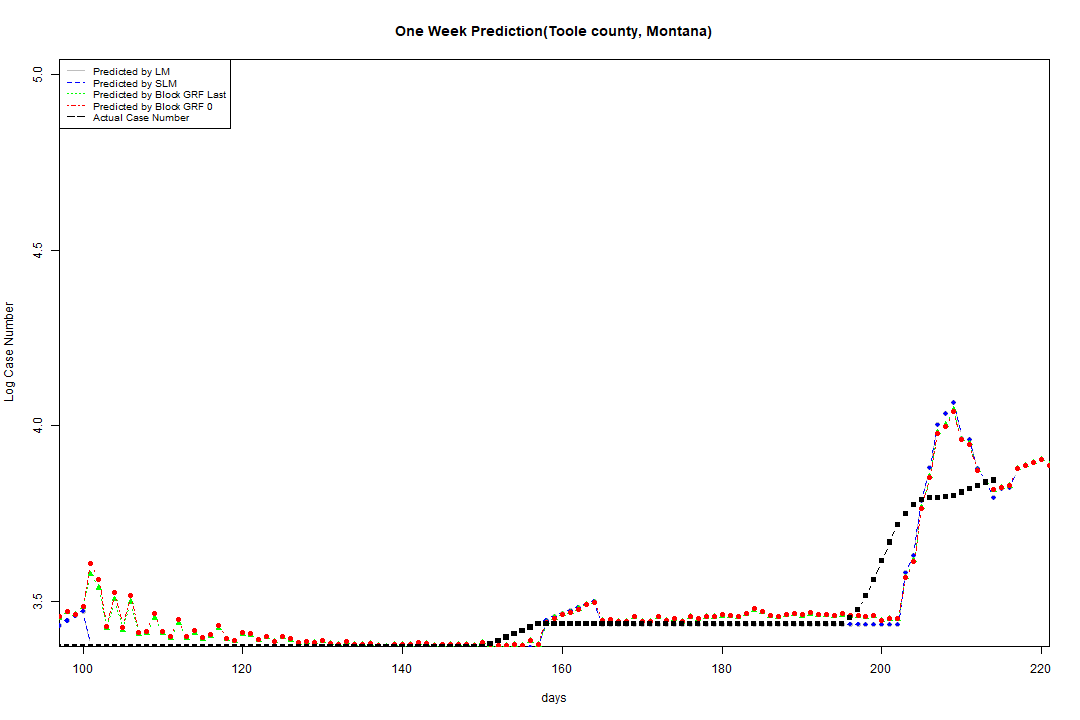 One Week Prediction(Toole county, Montana)
Predicted by LM
Predicted by SLM
Predicted by Block GRF Last
Predicted by Block GRF 0
Actual Case Number
5.0
4.5
4.0
3.5
Log Case Number
100 120 140 160 180 200 220
days